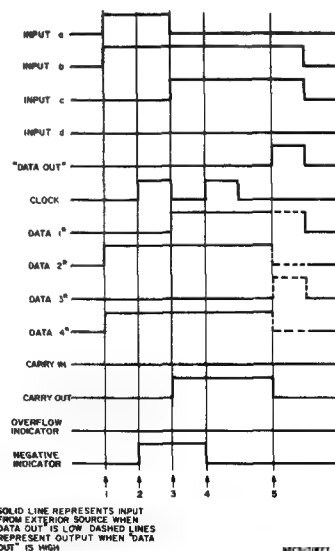 INPUT a
INPUT b
INPUT c
INPUT d
"DATA OUT"
CLOCK
DATA 1"
DATA 2"
DATA 3"
DATA 4"
CARRY IN
CARRY OUT
OVERFLOW
INDICATOR
NEGATIVE
INDICATOR
1 2 3 4 5
SOLID LINE REPRESENTS INPUT
FROM EXTERIOR SOURCE WHEN
DATA OUT" IS LOW DASHED LINES
REPRESENT OUTPUT WHEN "DATA
OUT" IS HIGH